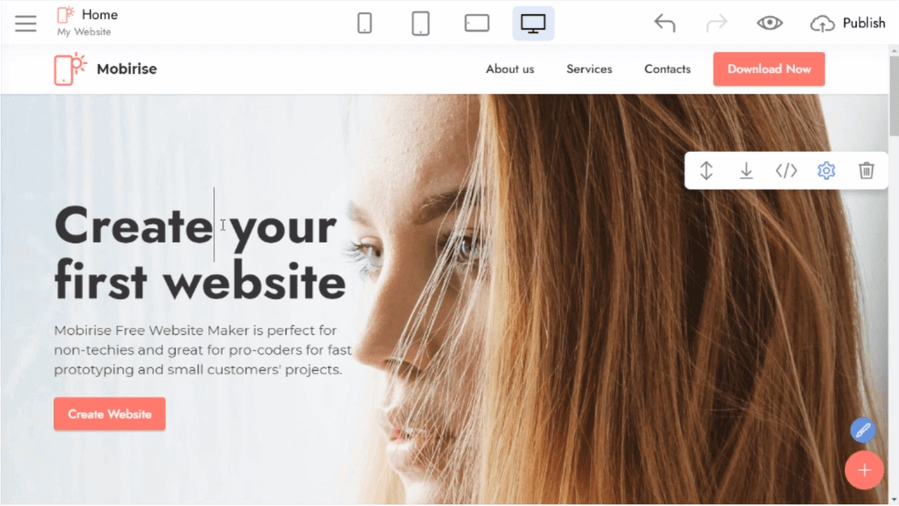 Home
My Website
Publish
Mobirise
About us
Services
Contacts
Download Now
Create your
first website
Mobirise Free Website Maker is perfect for
non-techies and great for pro-coders for fast
prototyping and small customers' projects.
Create Website